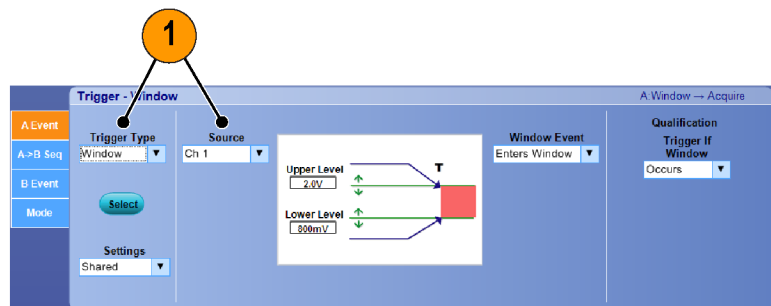 1
Trigger - Window
A:Window → Acquire
A Event
A->B Seq
B Event
Mode
Trigger Type
Window
Select
Settings
Shared
Source
Ch 1
Upper Level
2.0V
Lower Level
800mV
T
Window Event
Enters Window
Qualification
Trigger If
Window
Occurs